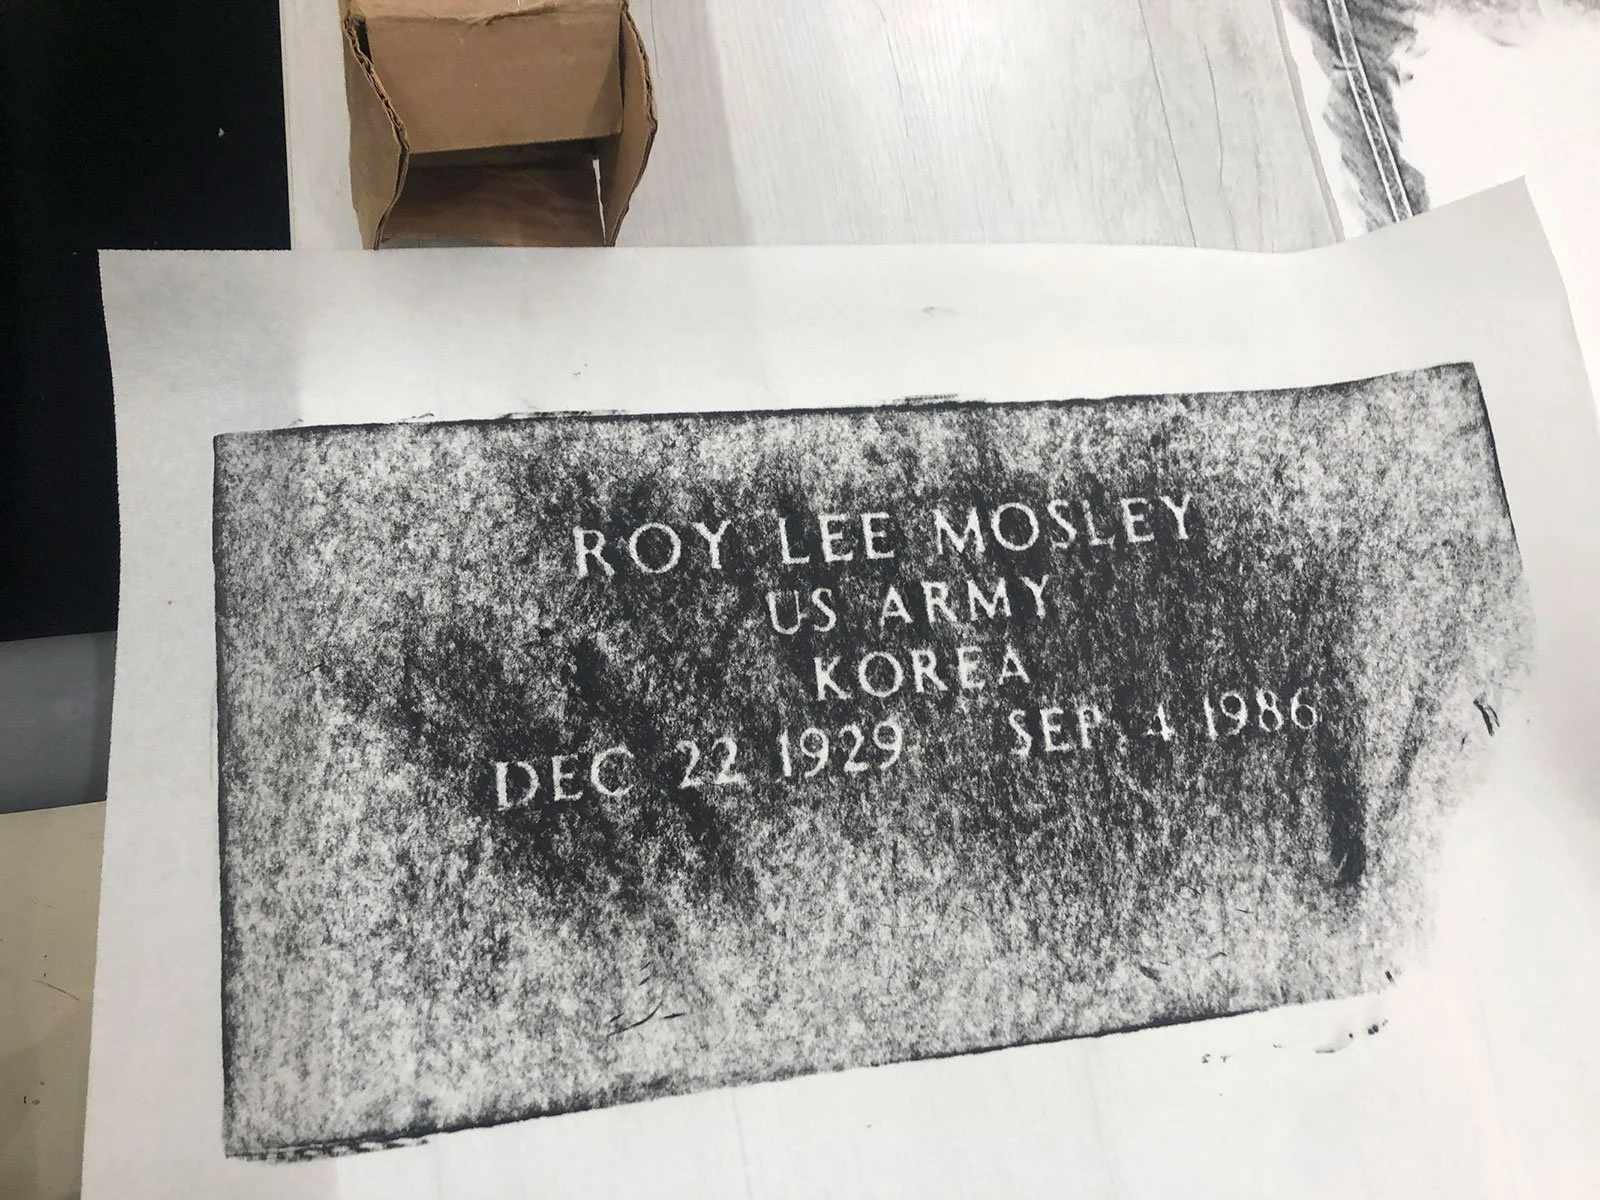 ROY LEE MOSLEY
US ARMY
KOREA
DEC 22 1929 SEP 4 1986